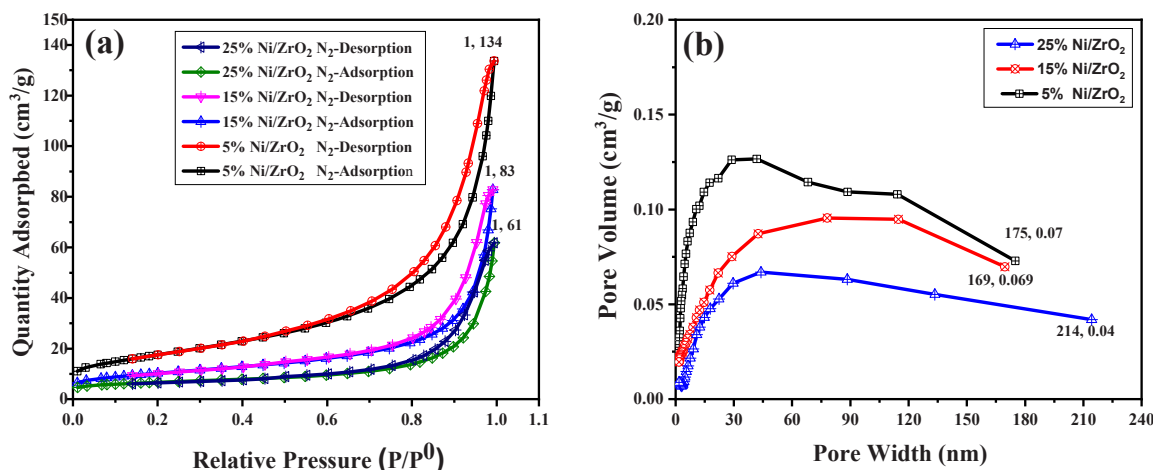 (a)
25% Ni/ZrO2 N2-Desorption
25% Ni/ZrO2 N2-Adsorption
15% Ni/ZrO2 N2-Desorption
15% Ni/ZrO2 N2-Adsorption
5% Ni/ZrO2 N2-Desorption
5% Ni/ZrO2 N2-Adsorption
1, 134
1, 83
1, 61
Quantity Adsorpbed (cm³/g)
150
140
120
100
80
60
40
20
0
0.0 0.2 0.4 0.6 0.8 1.0 1.1
Relative Pressure (P/P⁰)
(b)
25% Ni/ZrO2
15% Ni/ZrO2
5% Ni/ZrO2
175, 0.07
169, 0.069
214, 0.04
Pore Volume (cm³/g)
0.20
0.15
0.10
0.05
0.00
0 30 60 90 120 150 180 210 240
Pore Width (nm)